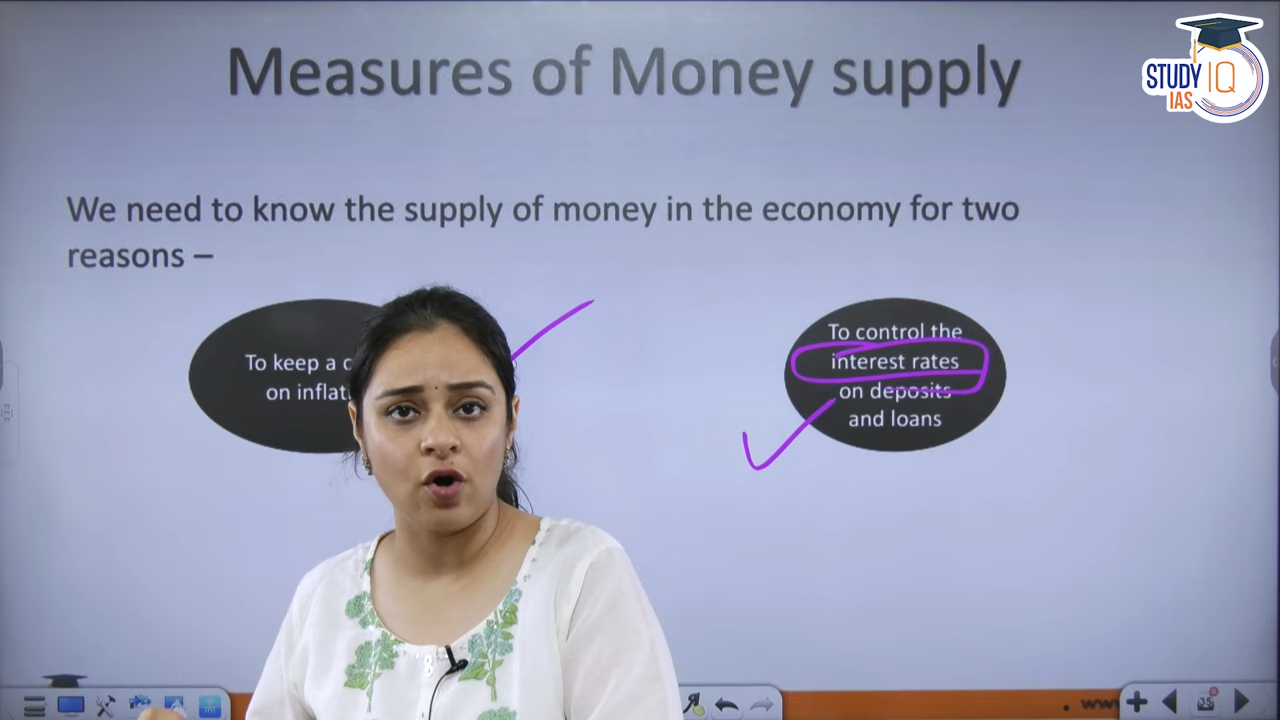 Measures of Money supply
STUDY IQ
IAS
We need to know the supply of money in the economy for two
reasons –
To keep a
on
To control the
interest rates
on deposits
and loans
35